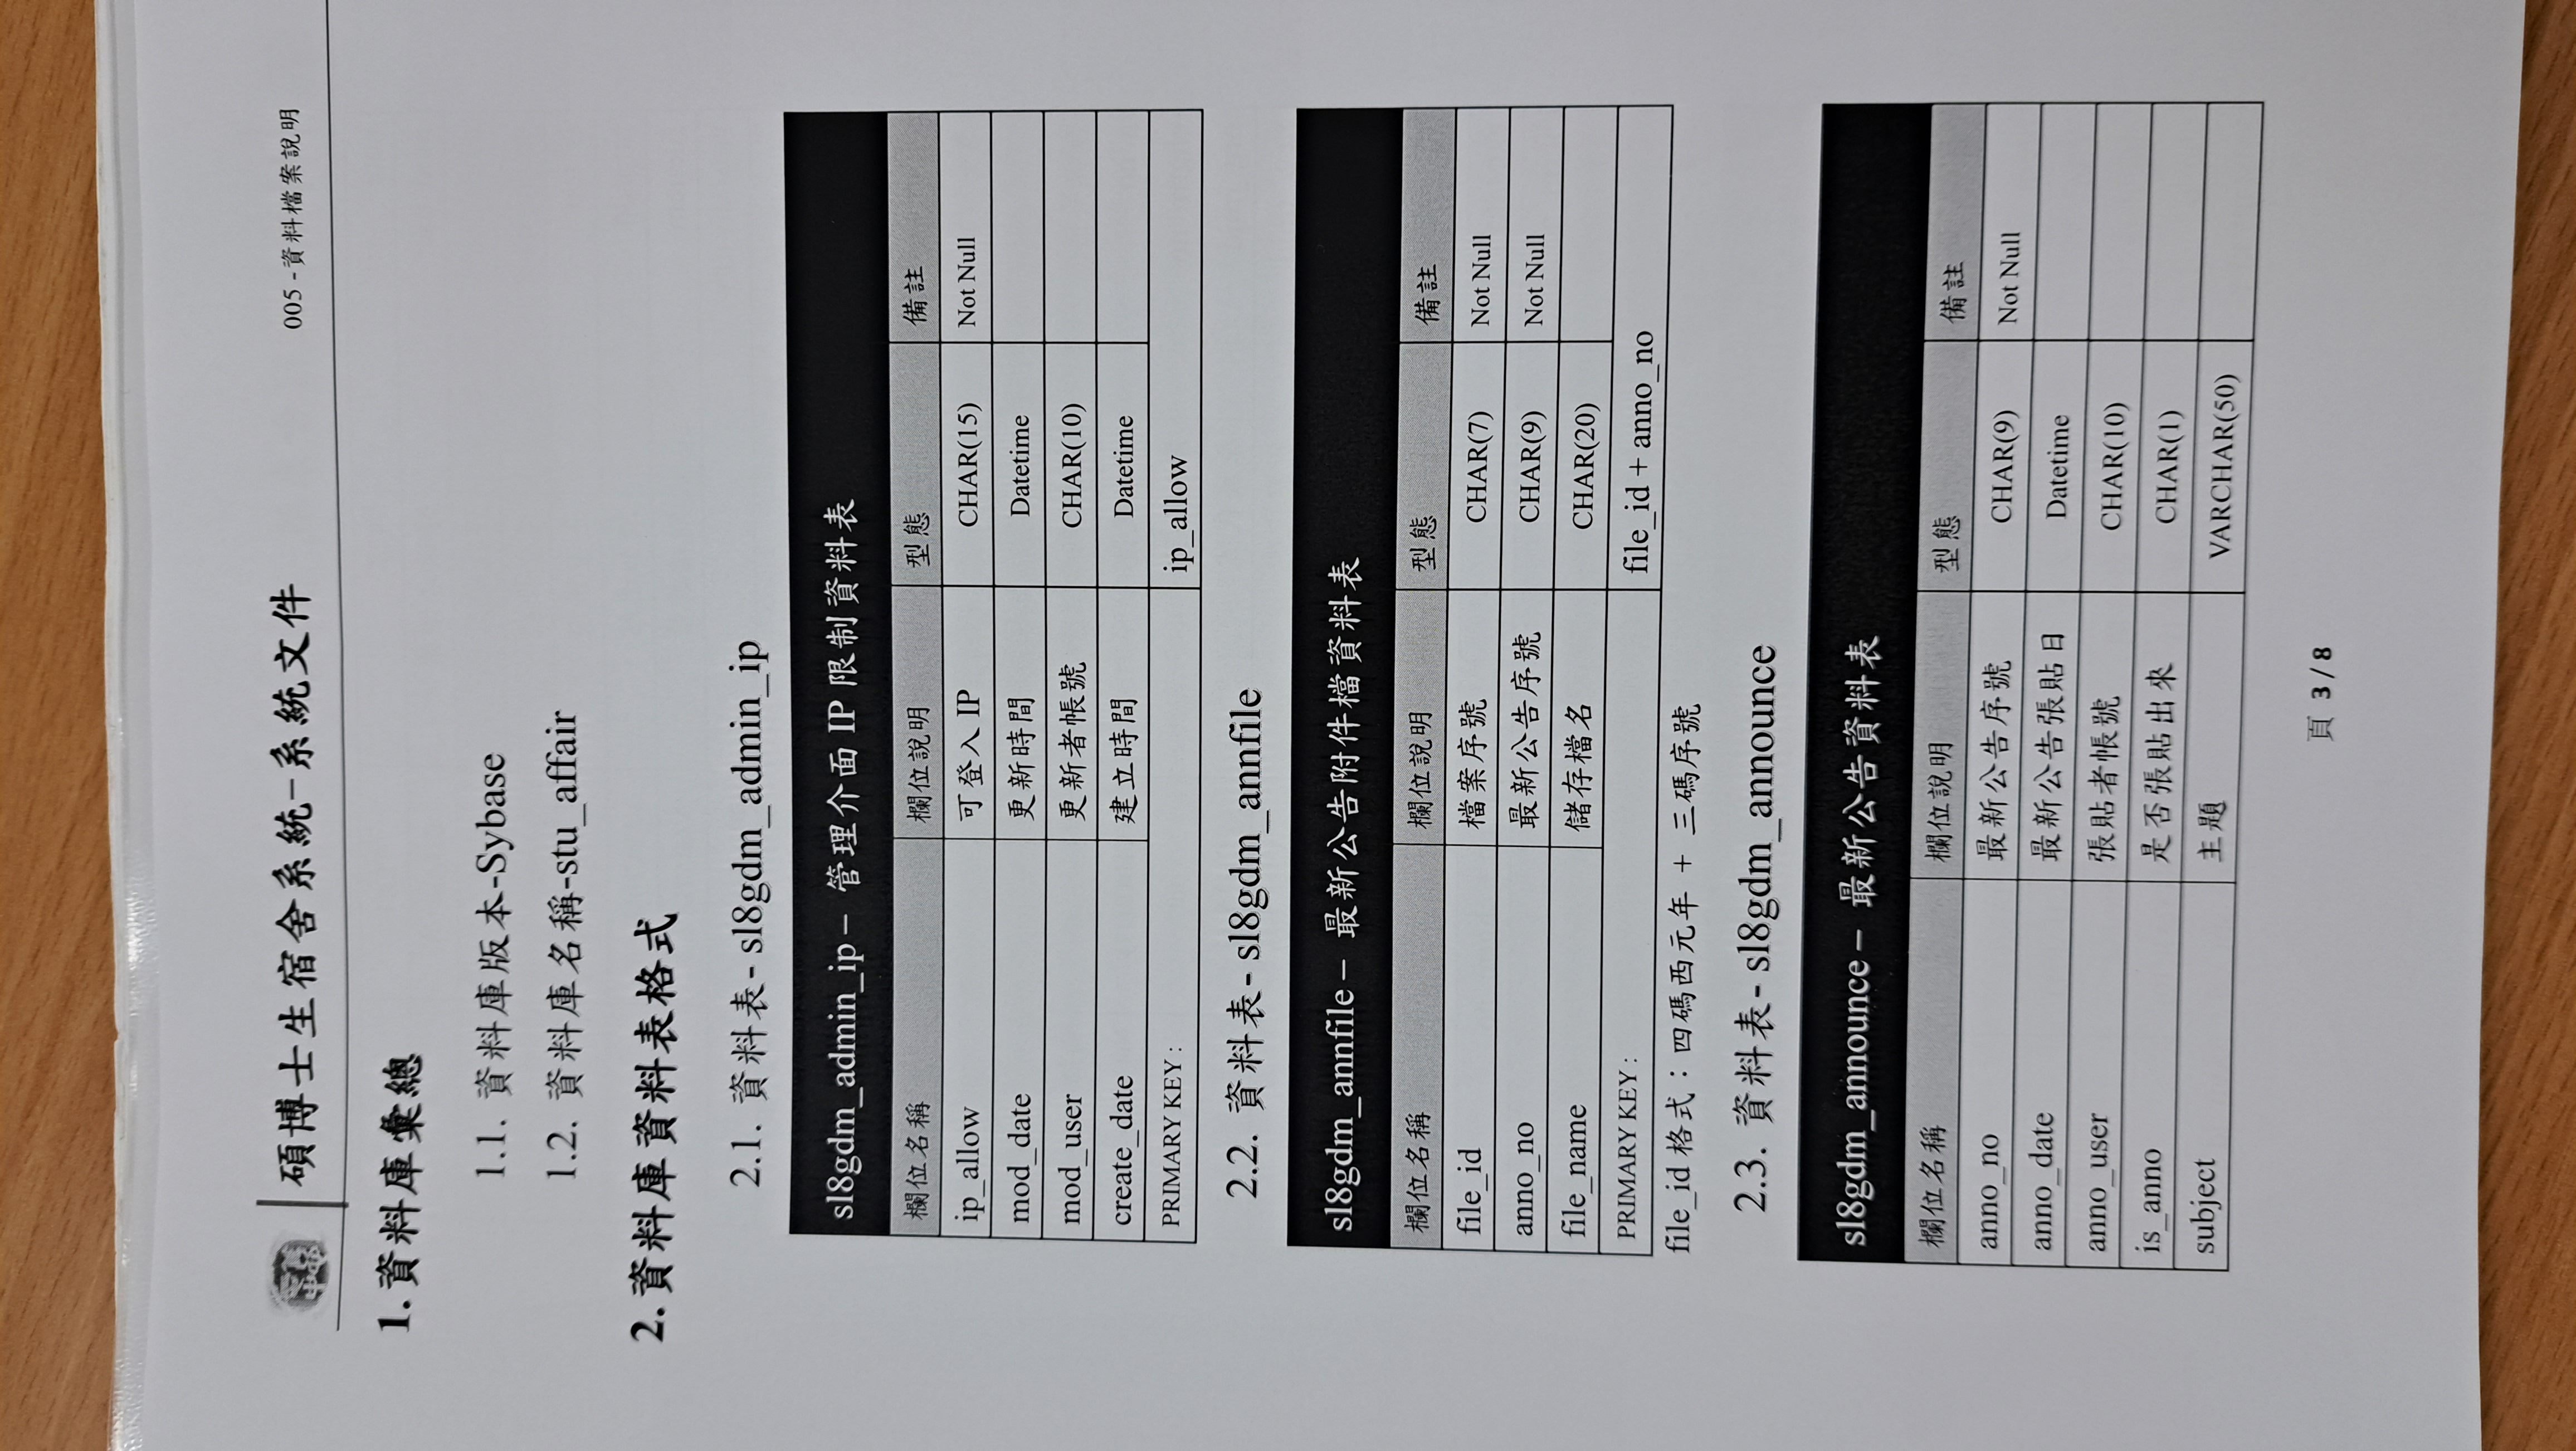 碩博士生宿舍系統-系統文件
005 -資料檔案說明
1.資料庫彙總
1.1. 資料庫版本-Sybase
1.2. 資料庫名稱-stu_affair
2.資料庫資料表格式
2.1. 資料表- sl8gdm_admin_ip
sl8gdm_admin_ip – 管理介面 IP 限制資料表
欄位名稱 欄位說明 型態 備註
ip_allow 可登入 IP CHAR(15) Not Null
mod_date 更新時間 Datetime
mod_user 更新者帳號 CHAR(10)
create_date 建立時間 Datetime
PRIMARY KEY : ip_allow
2.2. 資料表- sl8gdm_annfile
sl8gdm_annfile – 最新公告附件檔資料表
欄位名稱 欄位說明 型態 備註
file_id 檔案序號 CHAR(7) Not Null
anno_no 最新公告序號 CHAR(9) Not Null
file_name 儲存檔名 CHAR(20)
PRIMARY KEY : file_id + anno_no
file_id 格式：四碼西元年 + 三碼序號
2.3. 資料表- sl8gdm_announce
sl8gdm_announce – 最新公告資料表
欄位名稱 欄位說明 型態 備註
anno_no 最新公告序號 CHAR(9) Not Null
anno_date 最新公告張貼日 Datetime
anno_user 張貼者帳號 CHAR(10)
is_anno 是否張貼出來 CHAR(1)
subject 主題 VARCHAR(50)
頁 3 / 8